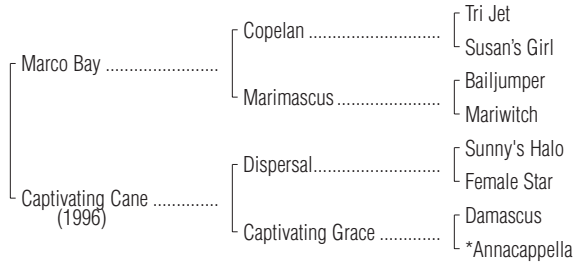 Tri Jet
Copelan
Susan's Girl
Marco Bay
Bailjumper
Marimascus
Mariwitch
Sunny's Halo
Dispersal
Female Star
Captivating Cane
(1996)
Damascus
Captivating Grace
*Annacappella